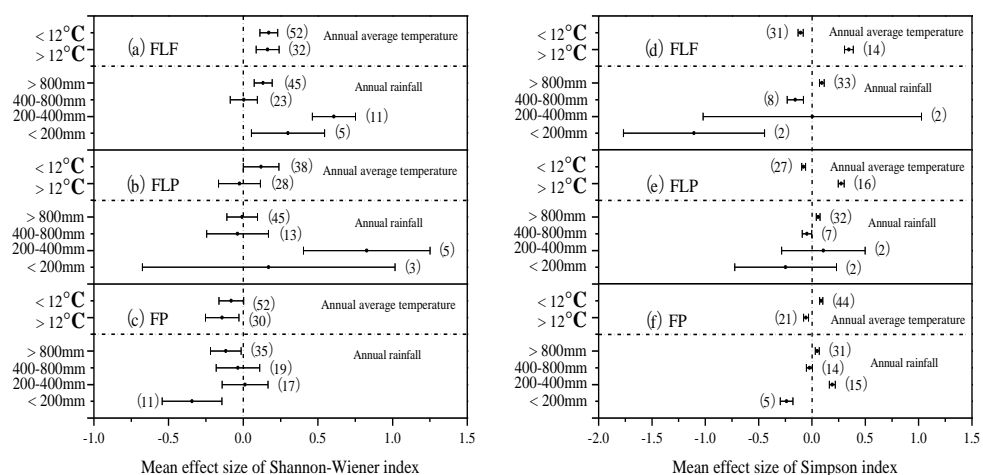 < 12°C (52) Annual average temperature
(a) FLF
> 12°C (32)
> 800mm (45) Annual rainfall
400-800mm (23)
200-400mm (11)
< 200mm (5)
< 12°C (38) Annual average temperature
(b) FLP
> 12°C (28)
> 800mm (45) Annual rainfall
400-800mm (13)
200-400mm (5)
< 200mm (3)
< 12°C (52) Annual average temperature
(c) FP
> 12°C (30)
> 800mm (35) Annual rainfall
400-800mm (19)
200-400mm (17)
< 200mm (11)
-1.0 -0.5 0.0 0.5 1.0 1.5
Mean effect size of Shannon-Wiener index
< 12°C (31) Annual average temperature
(d) FLF
> 12°C (14)
> 800mm (33) Annual rainfall
400-800mm (8)
200-400mm (2)
< 200mm (2)
< 12°C (27) Annual average temperature
(e) FLP
> 12°C (16)
> 800mm (32) Annual rainfall
400-800mm (7)
200-400mm (2)
< 200mm (2)
< 12°C (44)
(f) FP
> 12°C (21) Annual average temperature
> 800mm (31)
400-800mm (14) Annual rainfall
200-400mm (15)
< 200mm (5)
-2.0 -1.5 -1.0 -0.5 0.0 0.5 1.0 1.5
Mean effect size of Simpson index